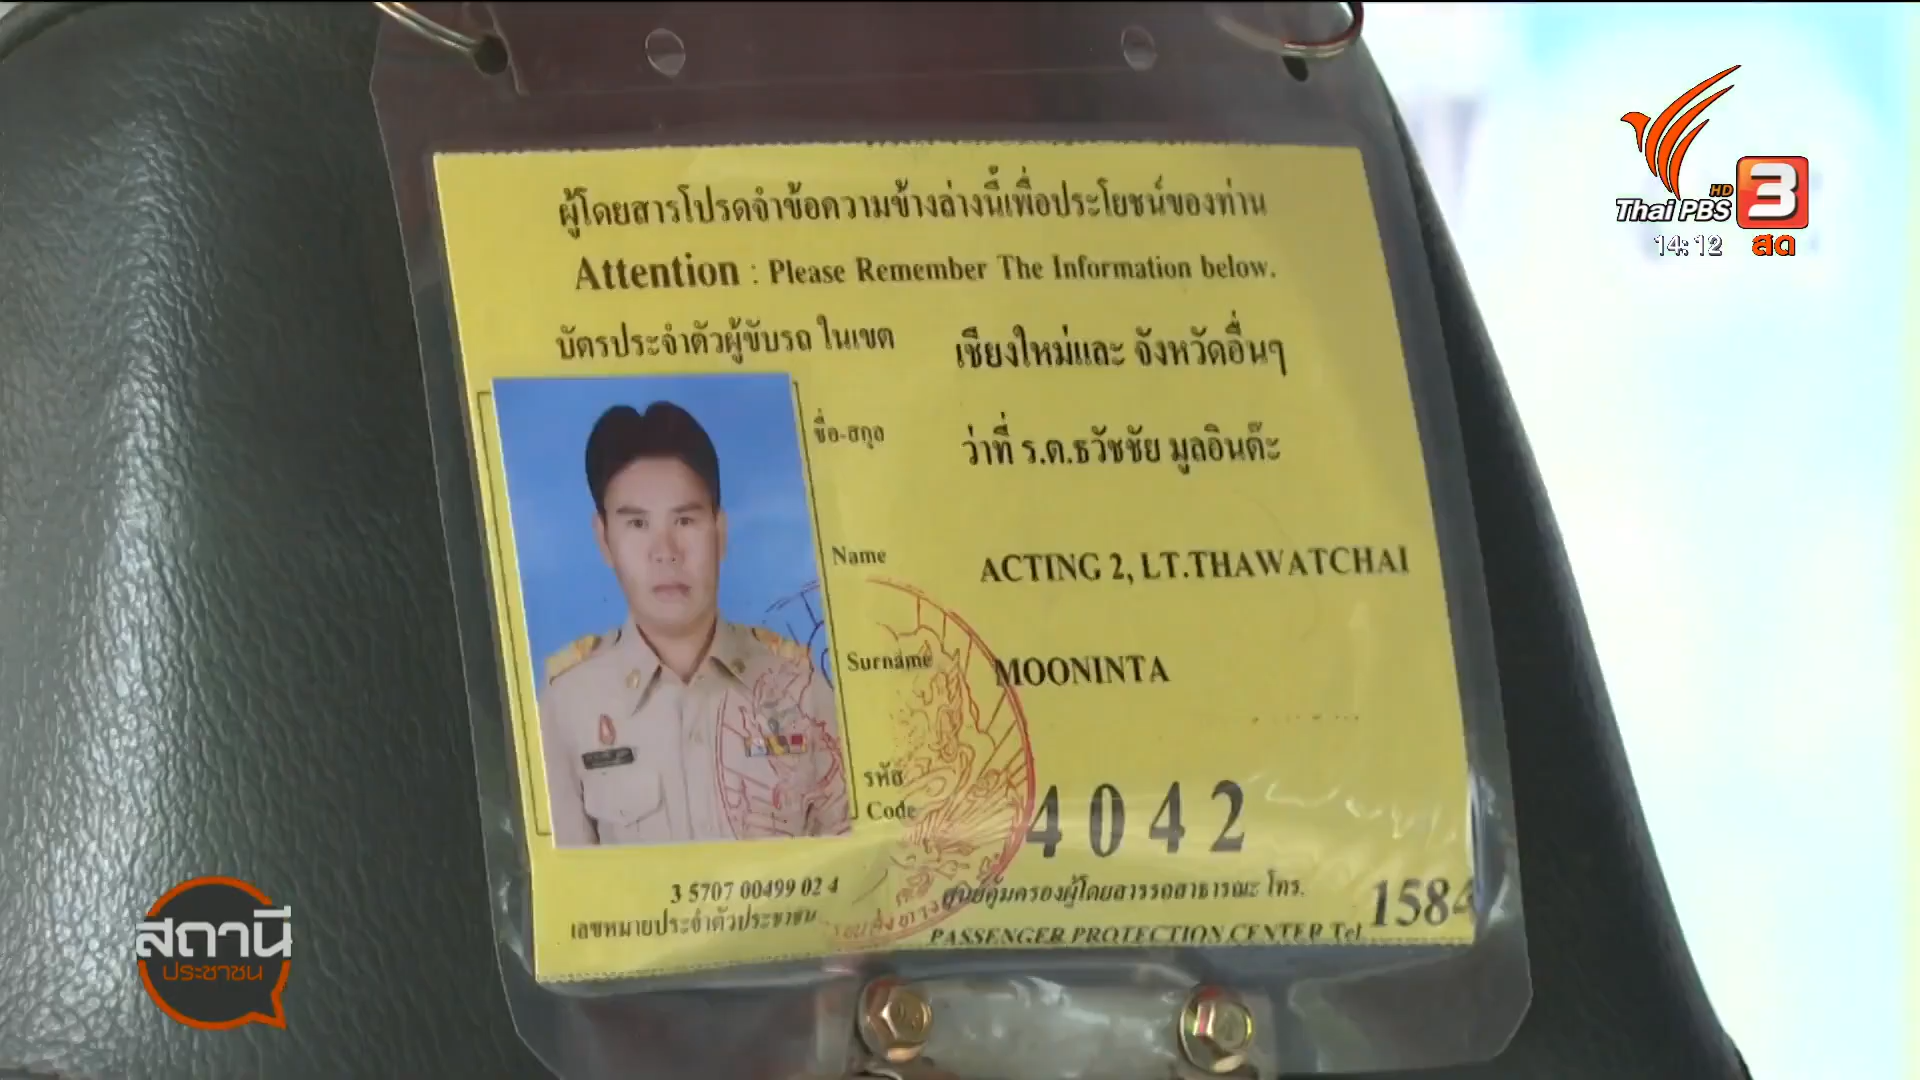 ผู้โดยสารโปรดจำข้อความข้างล่างนี้เพื่อประโยชน์ของท่าน
Attention : Please Remember The Information below.
บัตรประจำตัวผู้ขับรถ ในเขต เชียงใหม่และ จังหวัดอื่นๆ
ชื่อ-สกุล ว่าที่ ร.ต.ธวัชชัย มูลอินต๊ะ
Name ACTING 2, LT.THAWATCHAI
Surname MOONINTA
รหัส
Code 4042
3 5707 00499 02 4
เลขหมายประจำตัวประชาชน
ศูนย์คุ้มครองผู้โดยสารรถสาธารณะ โทร. 1584
PASSENGER PROTECTION CENTER Tel
Thai PBS HD 3
14:12 สด
สถานี
ประชาชน